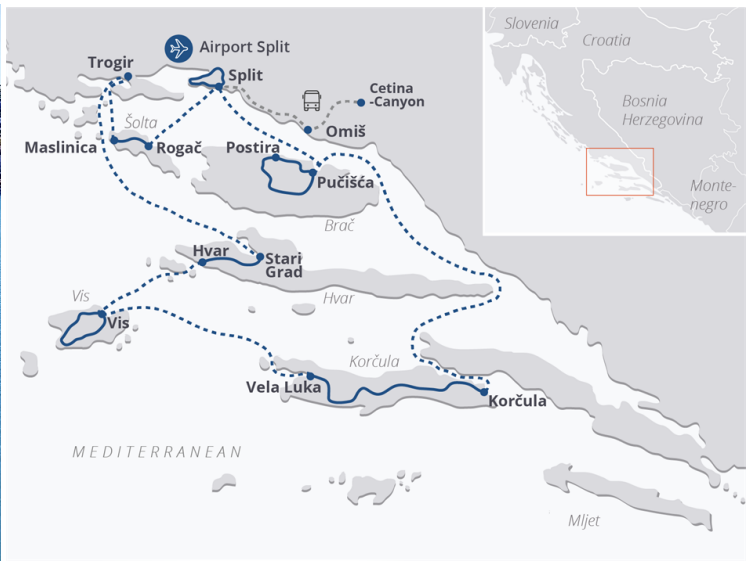 Slovenia
Croatia
Bosnia
Herzegovina
Monte-
negro
Airport Split
Trogir
Split
Cetina
-Canyon
Omiš
Šolta
Maslinica
Rogač
Postira
Pučišća
Brač
Hvar
Stari
Grad
Hvar
Vis
Vis
Korčula
Vela Luka
Korčula
MEDITERRANEAN
Mljet